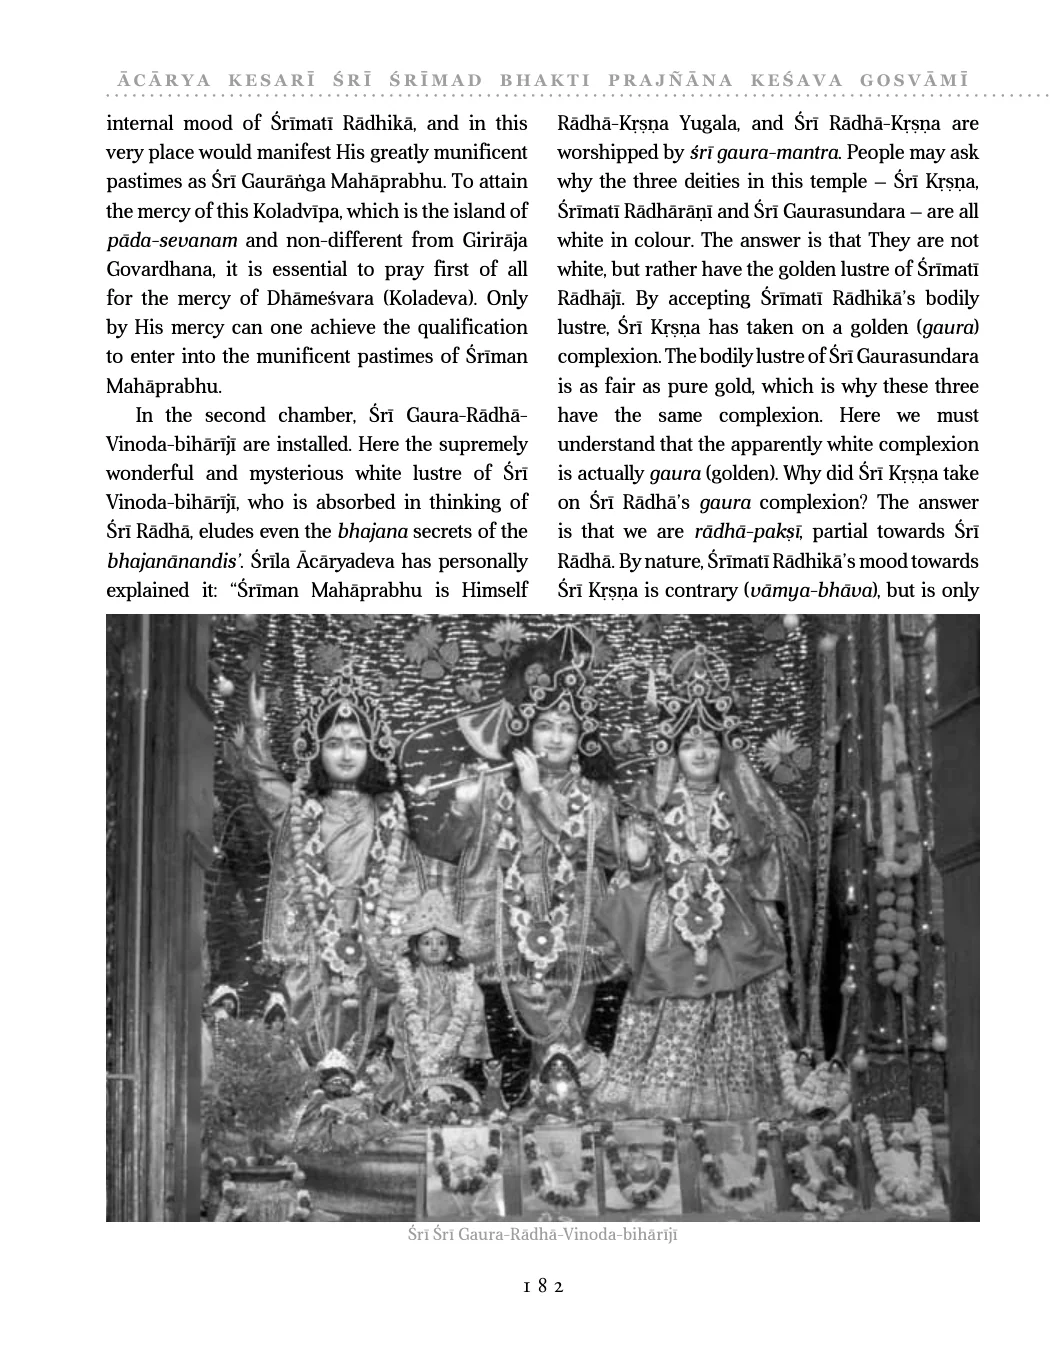 ĀCĀRYA KESARĪ ŚRĪ ŚRĪMAD BHAKTI PRAJÑĀNA KEŚAVA GOSVĀMĪ
internal mood of Śrīmatī Rādhikā, and in this
very place would manifest His greatly munificent
pastimes as Śrī Gaurāṅga Mahāprabhu. To attain
the mercy of this Koladvīpa, which is the island of
pāda-sevanam and non-different from Girirāja
Govardhana, it is essential to pray first of all
for the mercy of Dhāmeśvara (Koladeva). Only
by His mercy can one achieve the qualification
to enter into the munificent pastimes of Śrīman
Mahāprabhu.
In the second chamber, Śrī Gaura-Rādhā-
Vinoda-bihārījī are installed. Here the supremely
wonderful and mysterious white lustre of Śrī
Vinoda-bihārījī, who is absorbed in thinking of
Śrī Rādhā, eludes even the bhajana secrets of the
bhajanānandis’. Śrīla Ācāryadeva has personally
explained it: “Śrīman Mahāprabhu is Himself
Rādhā-Kṛṣṇa Yugala, and Śrī Rādhā-Kṛṣṇa are
worshipped by śrī gaura-mantra. People may ask
why the three deities in this temple – Śrī Kṛṣṇa,
Śrīmatī Rādhārāṇī and Śrī Gaurasundara – are all
white in colour. The answer is that They are not
white, but rather have the golden lustre of Śrīmatī
Rādhājī. By accepting Śrīmatī Rādhikā’s bodily
lustre, Śrī Kṛṣṇa has taken on a golden (gaura)
complexion. The bodily lustre of Śrī Gaurasundara
is as fair as pure gold, which is why these three
have the same complexion. Here we must
understand that the apparently white complexion
is actually gaura (golden). Why did Śrī Kṛṣṇa take
on Śrī Rādhā’s gaura complexion? The answer
is that we are rādhā-pakṣī, partial towards Śrī
Rādhā. By nature, Śrīmatī Rādhikā’s mood towards
Śrī Kṛṣṇa is contrary (vāmya-bhāva), but is only
Śrī Śrī Gaura-Rādhā-Vinoda-bihārījī
182